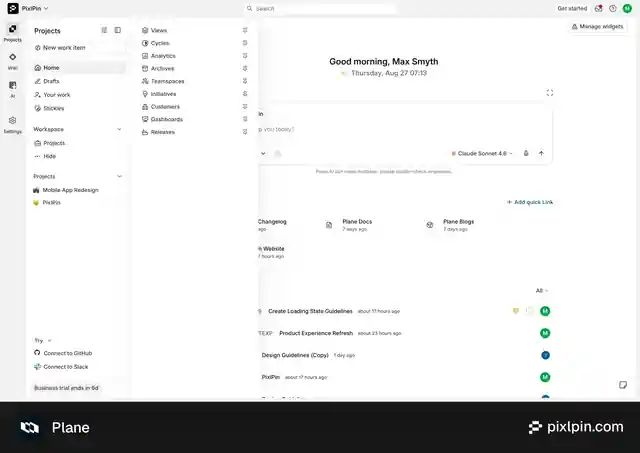 PixlPin
Search
Get started
M
Projects
Wiki
AI
Settings
Projects
New work item
Home
Drafts
Your work
Stickies
Workspace
Projects
Hide
Projects
Mobile App Redesign
PixlPin
Try
Connect to GitHub
Connect to Slack
Business trial ends in 6d
Views
Cycles
Analytics
Archives
Teamspaces
Initiatives
Customers
Dashboards
Releases
Manage widgets
Good morning, Max Smyth
Thursday, Aug 27 07:13
you today?
Claude Sonnet 4.6
Add quick Link
Changelog
ago
Plane Docs
7 days ago
Plane Blogs
7 days ago
Website
hours ago
All
Create Loading State Guidelines about 17 hours ago
M
TEXP Product Experience Refresh about 23 hours ago
M
Design Guidelines (Copy) 1 day ago
PixlPin about 17 hours ago
M
Plane
pixlpin.com